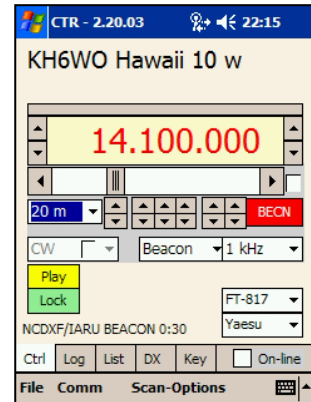 CTR - 2.20.03 22:15
KH6WO Hawaii 10 w
14.100.000
20 m BECN
CW Beacon 1 kHz
Play
Lock FT-817
NCDXF/IARU BEACON 0:30 Yaesu
Ctrl Log List DX Key On-line
File Comm Scan-Options